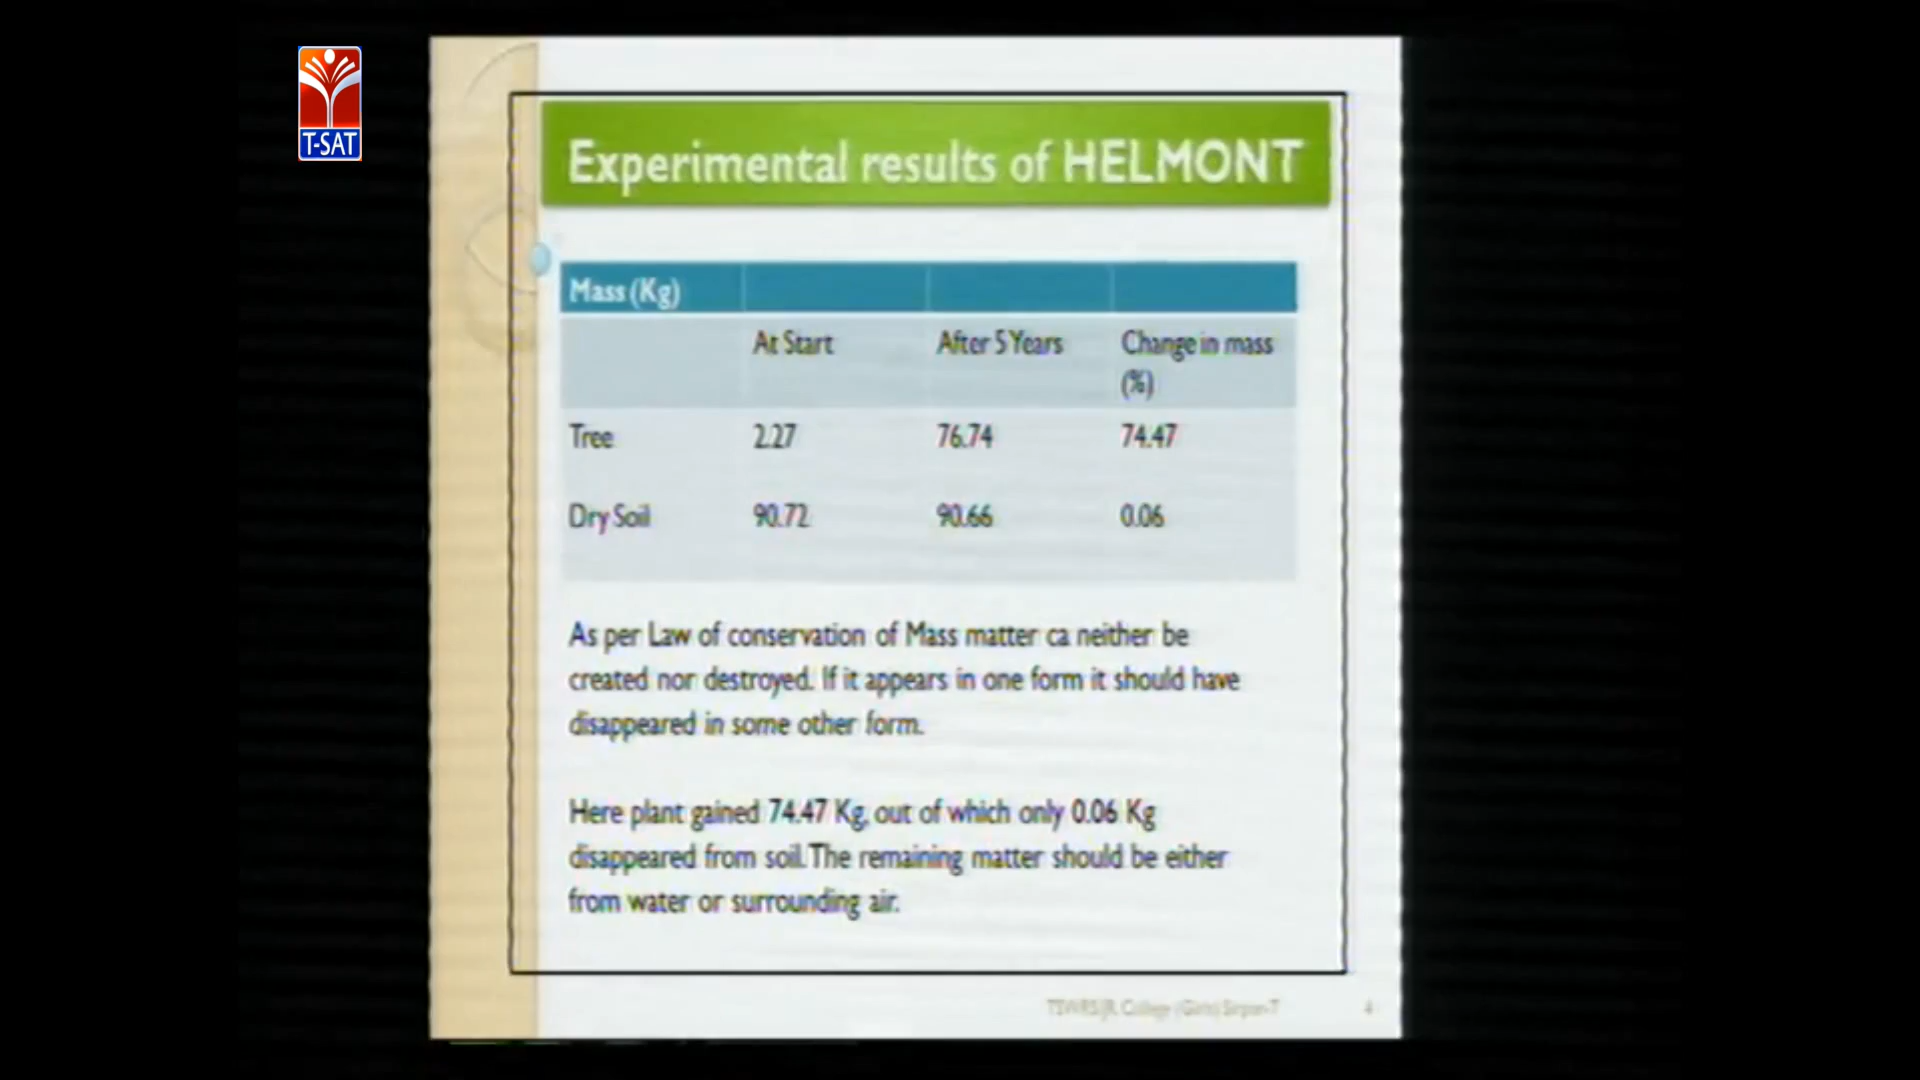 T-SAT
Experimental results of HELMONT
Mass (Kg)
At Start After 5 Years Change in mass
(%)
Tree 2.27 76.74 74.47
Dry Soil 90.72 90.66 0.06
As per Law of conservation of Mass matter ca neither be
created nor destroyed. If it appears in one form it should have
disappeared in some other form.
Here plant gained 74.47 Kg, out of which only 0.06 Kg
disappeared from soil. The remaining matter should be either
from water or surrounding air.
College (Girls) Sirpur-T 4